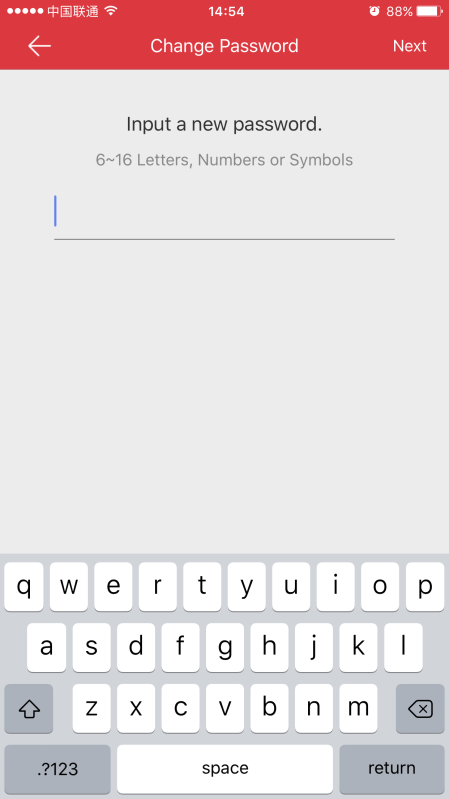 中国联通 14:54 88%
Change Password Next
Input a new password.
6~16 Letters, Numbers or Symbols
q w e r t y u i o p
a s d f g h j k l
z x c v b n m
.?123 space return